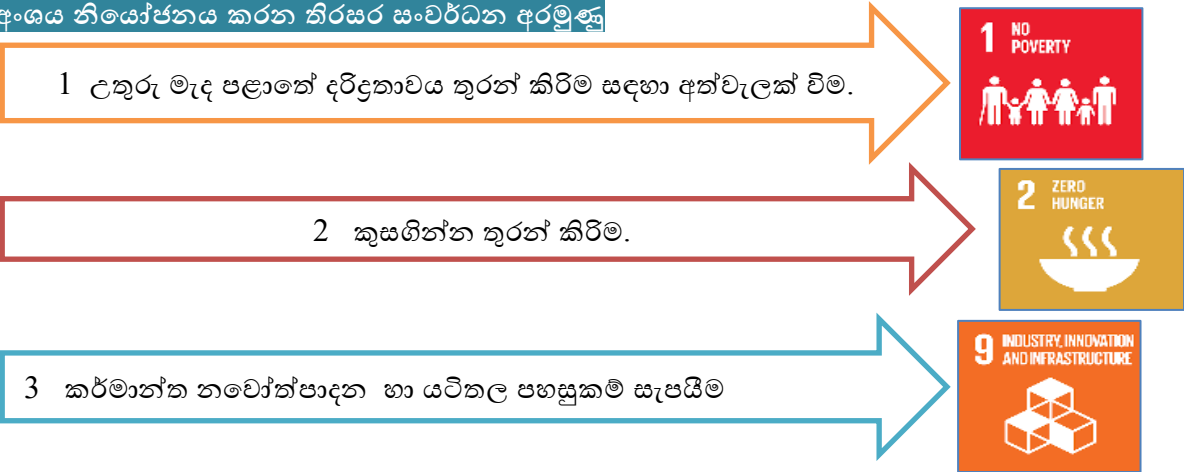 අංශය නියෝජනය කරන තිරසර සංවර්ධන අරමුණු
1 උතුරු මැද පළාතේ දරිද්‍රතාවය තුරන් කිරිම සඳහා අත්වැලක් විම.
1 NO
POVERTY
2 කුසගින්න තුරන් කිරිම.
2 ZERO
HUNGER
3 කර්මාන්ත නවෝත්පාදන හා යටිතල පහසුකම් සැපයීම
9 INDUSTRY, INNOVATION
AND INFRASTRUCTURE